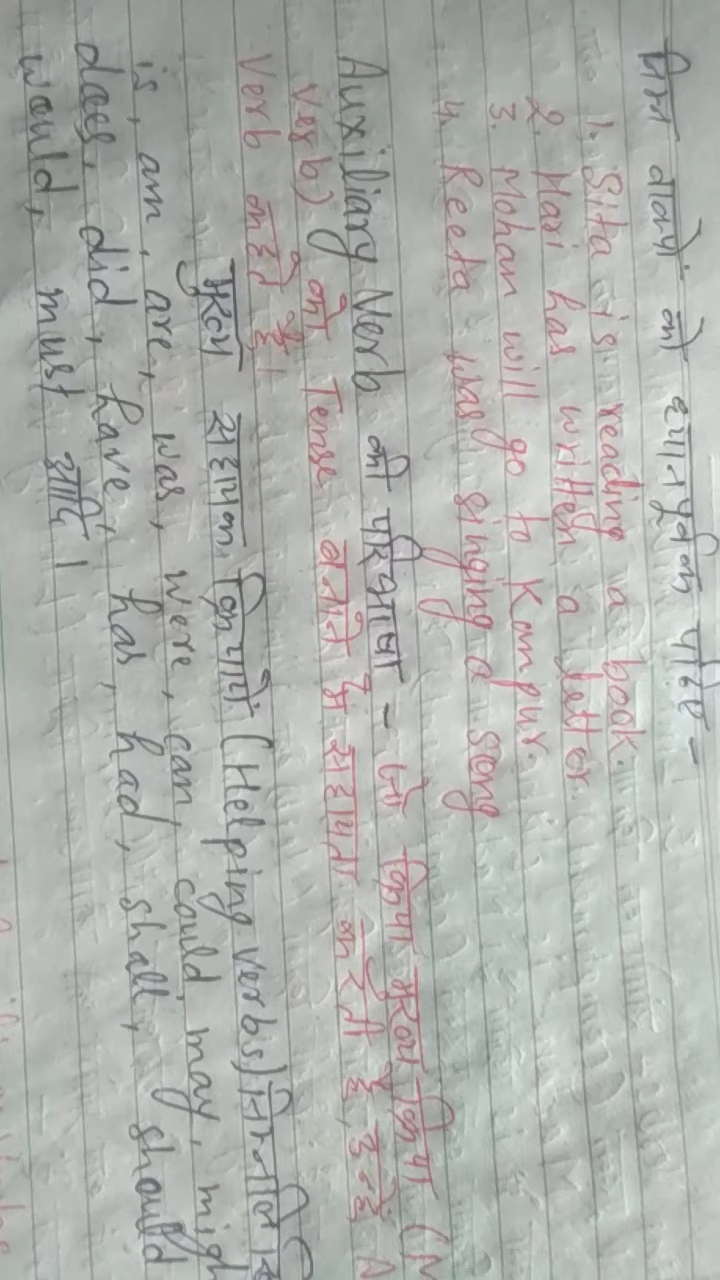 निम्न वाक्यों को ध्यानपूर्वक पढ़िए -
1. Sita is reading a book.
2. Hari has written a letter.
3. Mohan will go to Kanpur.
4. Reeta was singing a song
Auxiliary Verb की परिभाषा - जो क्रिया मुख्य क्रिया (
Verb) को Tense बनाने में सहायता करती है, इन्हें A
Verb कहते हैं।
मुख्य सहायक क्रियायें (Helping verbs)
is, am, are, was, were, can, could, may, migh
does, did, have, has, had, shall, should
would, must आदि।